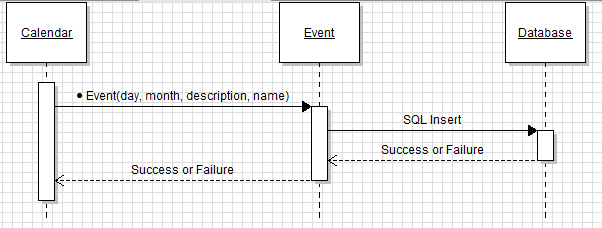 Calendar
Event
Database
• Event(day, month, description, name)
SQL Insert
Success or Failure
Success or Failure